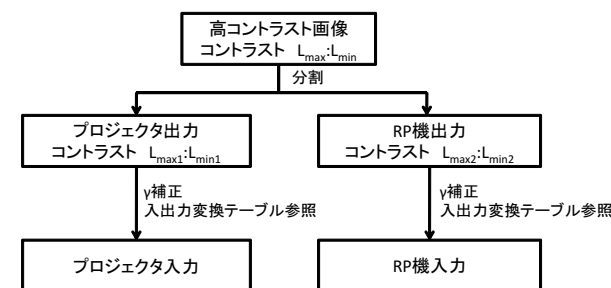 高コントラスト画像
コントラスト Lmax:Lmin
分割
プロジェクタ出力
コントラスト Lmax1:Lmin1
RP機出力
コントラスト Lmax2:Lmin2
γ補正
入出力変換テーブル参照
γ補正
入出力変換テーブル参照
プロジェクタ入力
RP機入力